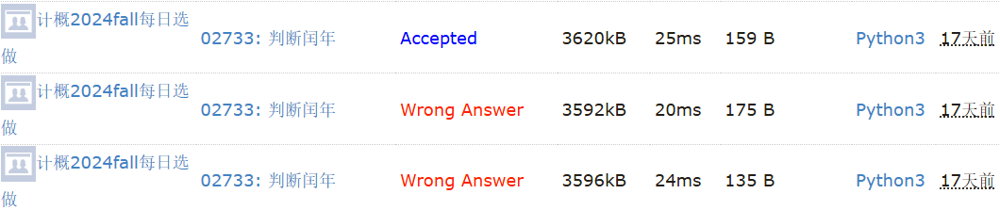 计概2024fall每日选
做
02733: 判断闰年 Accepted 3620kB 25ms 159 B Python3 17天前
计概2024fall每日选
做
02733: 判断闰年 Wrong Answer 3592kB 20ms 175 B Python3 17天前
计概2024fall每日选
做
02733: 判断闰年 Wrong Answer 3596kB 24ms 135 B Python3 17天前